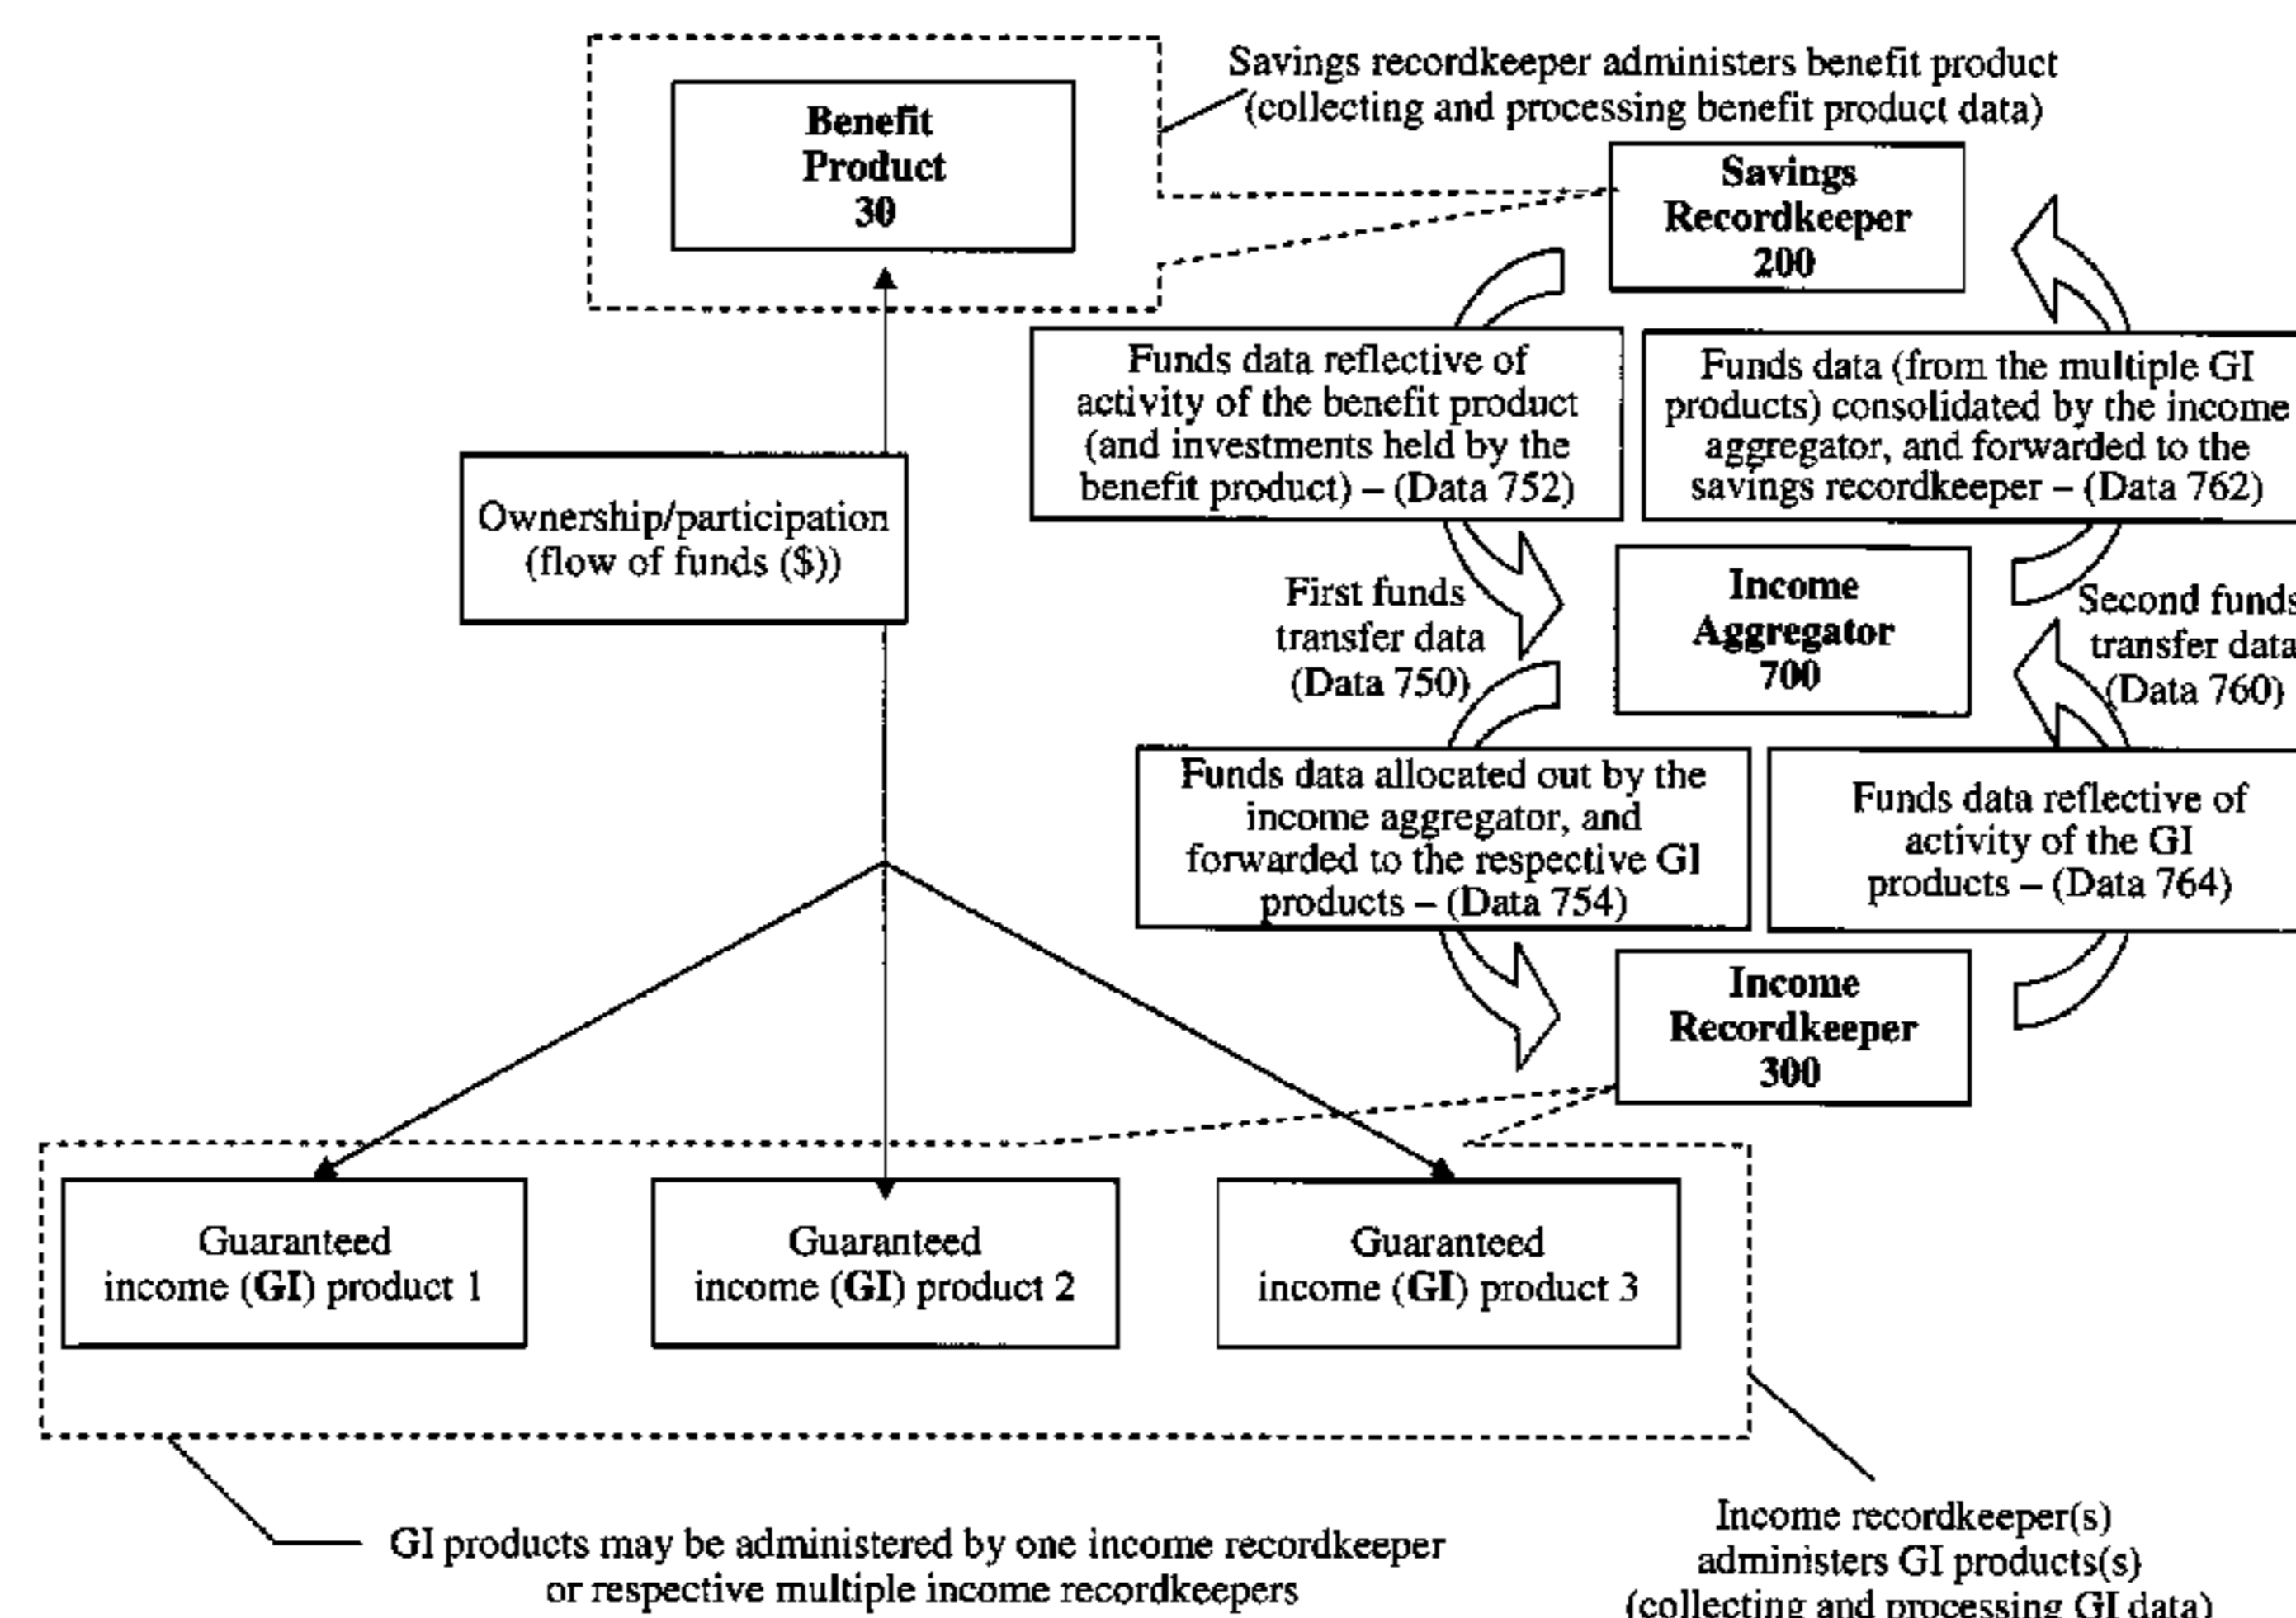 Savings recordkeeper administers benefit product
(collecting and processing benefit product data)
Benefit
Product
30
Savings
Recordkeeper
200
Funds data reflective of
activity of the benefit product
(and investments held by the
benefit product) – (Data 752)
Funds data (from the multiple GI
products) consolidated by the income
aggregator, and forwarded to the
savings recordkeeper – (Data 762)
Ownership/participation
(flow of funds ($))
First funds
transfer data
(Data 750)
Income
Aggregator
700
Second funds
transfer data
(Data 760)
Funds data allocated out by the
income aggregator, and
forwarded to the respective GI
products – (Data 754)
Funds data reflective of
activity of the GI
products – (Data 764)
Income
Recordkeeper
300
Guaranteed
income (GI) product 1
Guaranteed
income (GI) product 2
Guaranteed
income (GI) product 3
GI products may be administered by one income recordkeeper
or respective multiple income recordkeepers
Income recordkeeper(s)
administers GI products(s)
(collecting and processing GI data)